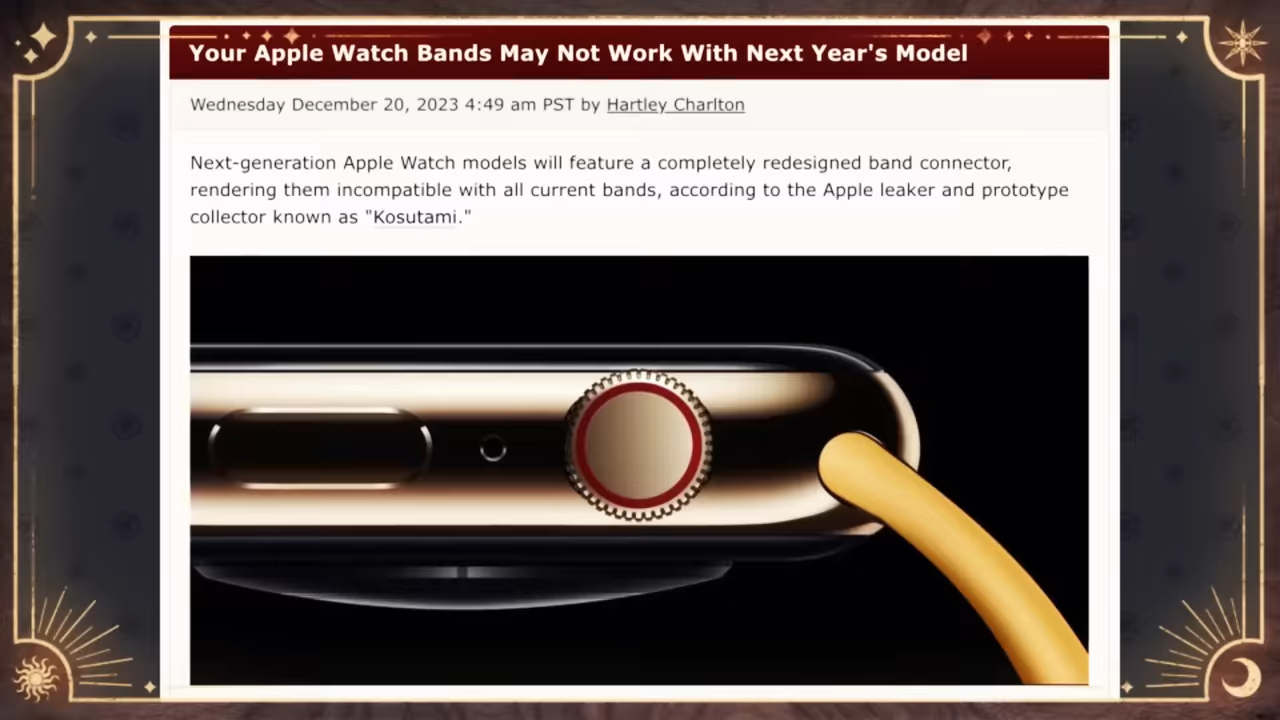 Your Apple Watch Bands May Not Work With Next Year's Model
Wednesday December 20, 2023 4:49 am PST by Hartley Charlton
Next-generation Apple Watch models will feature a completely redesigned band connector,
rendering them incompatible with all current bands, according to the Apple leaker and prototype
collector known as "Kosutami."